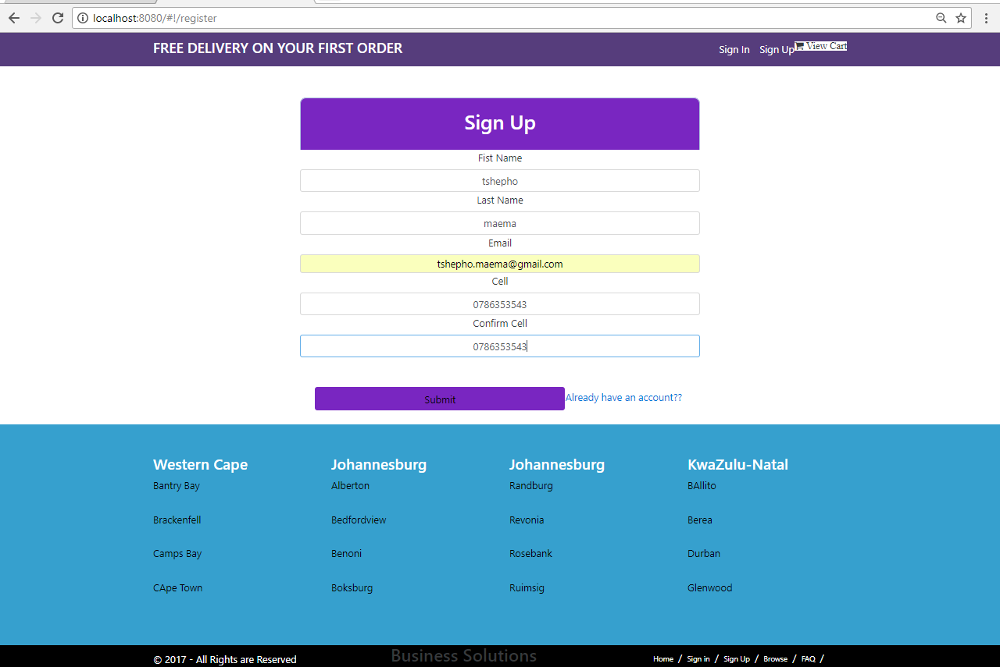 localhost:8080/#!/register
FREE DELIVERY ON YOUR FIRST ORDER
Sign In Sign Up View Cart
Sign Up
Fist Name
tshepho
Last Name
maema
Email
tshepho.maema@gmail.com
Cell
0786353543
Confirm Cell
0786353543
Submit Already have an account??
Western Cape Johannesburg Johannesburg KwaZulu-Natal
Bantry Bay Alberton Randburg BAllito
Brackenfell Bedfordview Revonia Berea
Camps Bay Benoni Rosebank Durban
CApe Town Boksburg Ruimsig Glenwood
© 2017 - All Rights are Reserved Business Solutions Home / Sign in / Sign Up / Browse / FAQ /